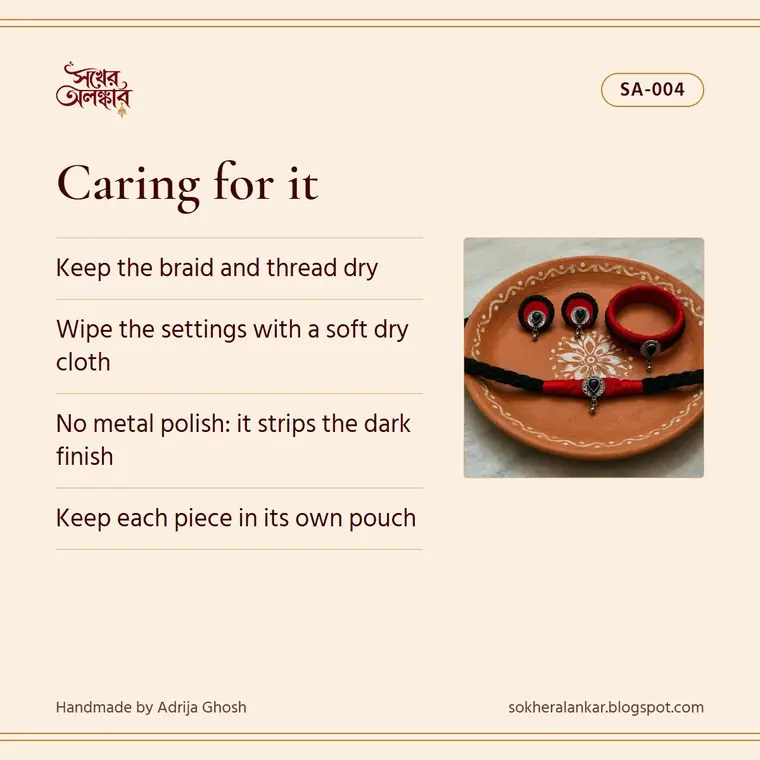 সখের
অলঙ্কার
SA-004
Caring for it
Keep the braid and thread dry
Wipe the settings with a soft dry
cloth
No metal polish: it strips the dark
finish
Keep each piece in its own pouch
Handmade by Adrija Ghosh
sokheralankar.blogspot.com